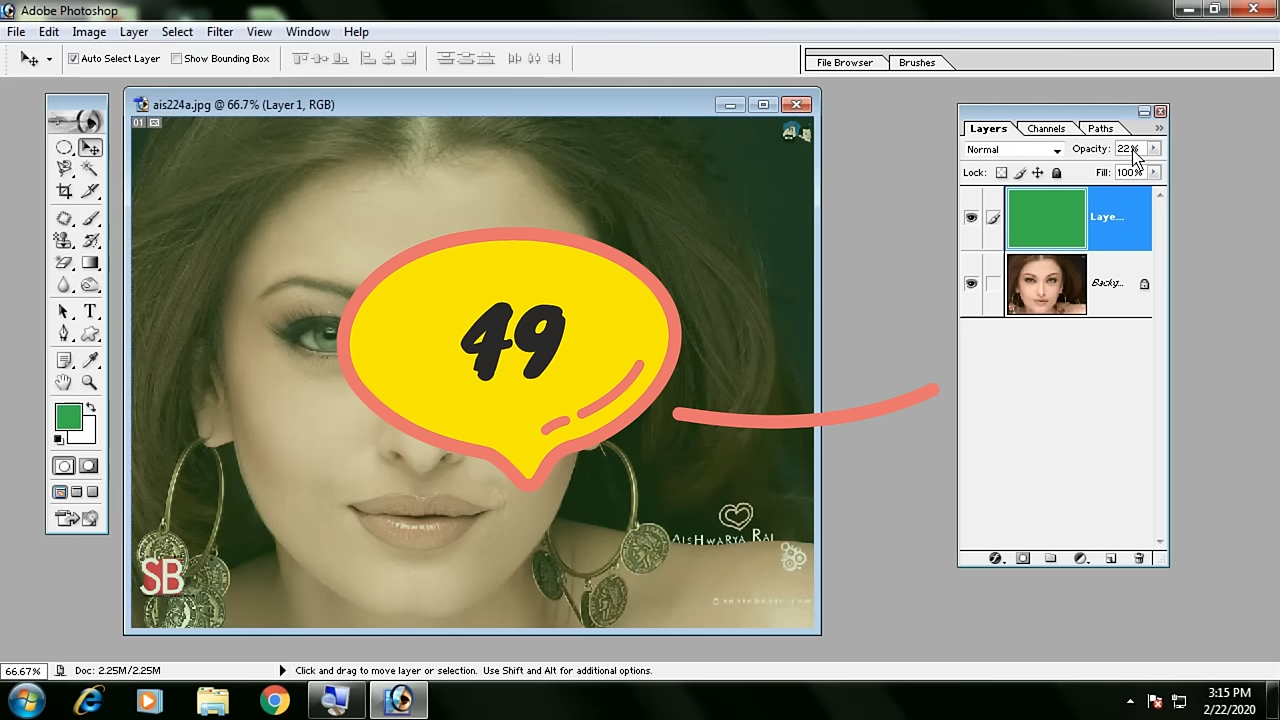 Adobe Photoshop
File Edit Image Layer Select Filter View Window Help
Auto Select Layer Show Bounding Box File Browser Brushes
ais224a.jpg @ 66.7% (Layer 1, RGB)
01
Layers Channels Paths
Normal Opacity: 22%
Lock: Fill: 100%
Laye...
Backg...
49
AisHwarya Rai
SB
66.67% Doc: 2.25M/2.25M Click and drag to move layer or selection. Use Shift and Alt for additional options.
3:15 PM
2/22/2020